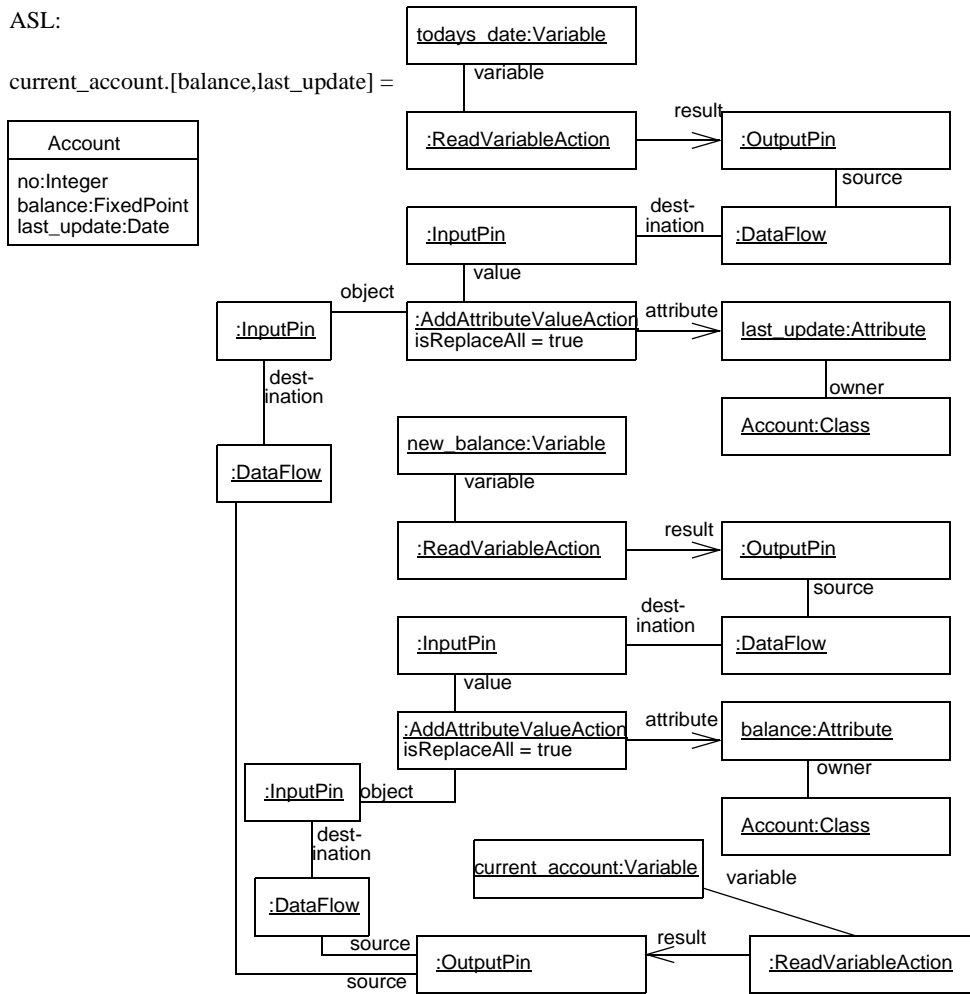 ASL:
todays_date:Variable
current_account.[balance,last_update] =
variable
Account
no:Integer
balance:FixedPoint
last_update:Date
:ReadVariableAction
result
:OutputPin
source
:InputPin
dest-
ination
:DataFlow
value
object
:InputPin
:AddAttributeValueAction
isReplaceAll = true
attribute
last_update:Attribute
dest-
ination
owner
Account:Class
new_balance:Variable
:DataFlow
variable
:ReadVariableAction
result
:OutputPin
source
dest-
ination
:InputPin
:DataFlow
value
:AddAttributeValueAction
isReplaceAll = true
attribute
balance:Attribute
owner
:InputPin
object
Account:Class
dest-
ination
current_account:Variable
variable
:DataFlow
source
result
:OutputPin
:ReadVariableAction
source